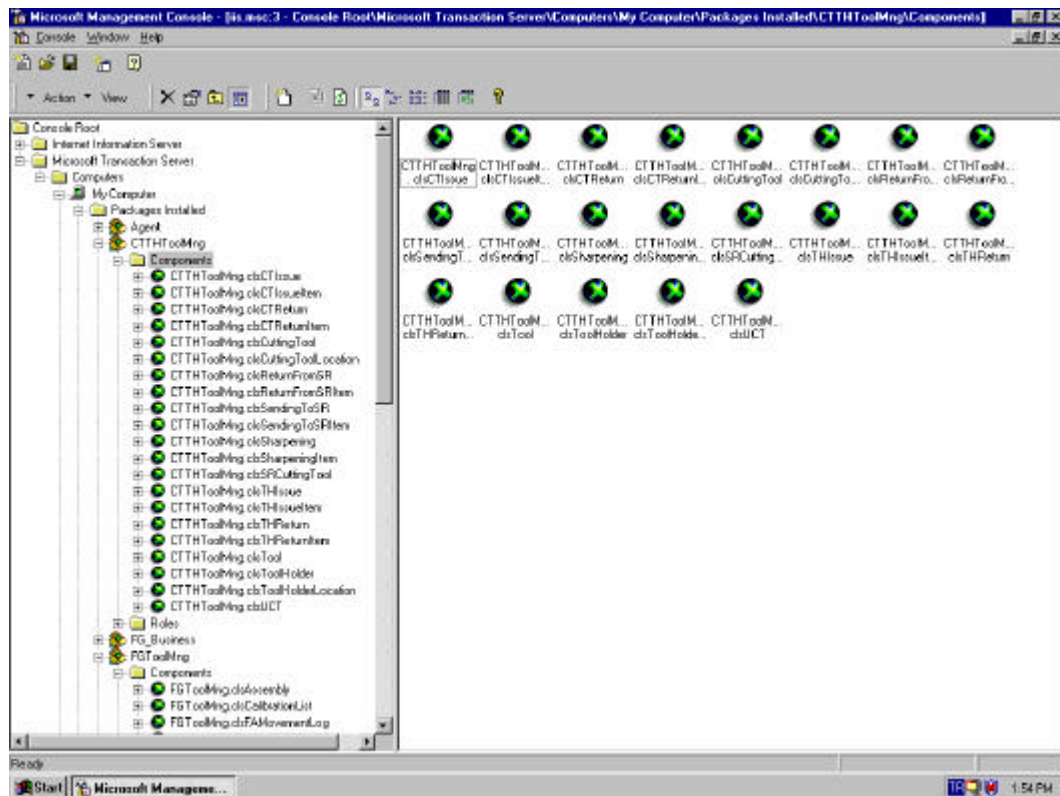 Microsoft Management Console - [iis.msc:3 - Console Root\Microsoft Transaction Server\Computers\My Computer\Packages Installed\CTTHToolMng\Components]
Console Window Help
Action View
Console Root
Internet Information Server
Microsoft Transaction Server
Computers
My Computer
Packages Installed
Agent
CTTHToolMng
Components
CTTHToolMng.clsCTIssue
CTTHToolMng.clsCTIssueItem
CTTHToolMng.clsCTReturn
CTTHToolMng.clsCTReturnItem
CTTHToolMng.clsCuttingTool
CTTHToolMng.clsCuttingToolLocation
CTTHToolMng.clsReturnFromSR
CTTHToolMng.clsReturnFromSRItem
CTTHToolMng.clsSendingToSR
CTTHToolMng.clsSendingToSRItem
CTTHToolMng.clsSharpening
CTTHToolMng.clsSharpeningItem
CTTHToolMng.clsSRCuttingTool
CTTHToolMng.clsTHIssue
CTTHToolMng.clsTHIssueItem
CTTHToolMng.clsTHReturn
CTTHToolMng.clsTHReturnItem
CTTHToolMng.clsTool
CTTHToolMng.clsToolHolder
CTTHToolMng.clsToolHolderLocation
CTTHToolMng.clsUCT
Roles
FG_Business
FGToolMng
Components
FGToolMng.clsAssembly
FGToolMng.clsCalibrationList
FGToolMng.clsFAMovementLog
CTTHToolMng CTTHToolM... CTTHToolM... CTTHToolM... CTTHToolM... CTTHToolM... CTTHToolM... CTTHToolM...
.clsCTIssue clsCTIssueIt... clsCTReturn clsCTReturnI... clsCuttingTool clsCuttingTo... clsReturnFro... clsReturnFro...
CTTHToolM... CTTHToolM... CTTHToolM... CTTHToolM... CTTHToolM... CTTHToolM... CTTHToolM... CTTHToolM...
clsSendingT... clsSendingT... clsSharpening clsSharpenin... clsSRCutting... clsTHIssue clsTHIssueIt... clsTHReturn
CTTHToolM... CTTHToolM... CTTHToolM... CTTHToolM... CTTHToolM...
clsTHReturn... clsTool clsToolHolder clsToolHolde... clsUCT
Ready
Start Microsoft Manageme... TR 1:54 PM